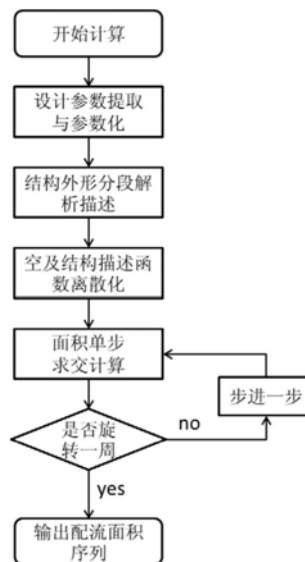 开始计算
设计参数提取
与参数化
结构外形分段解
析描述
空及结构描述函
数离散化
面积单步
求交计算
步进一步
是否旋
转一周
no
yes
输出配流面积
序列